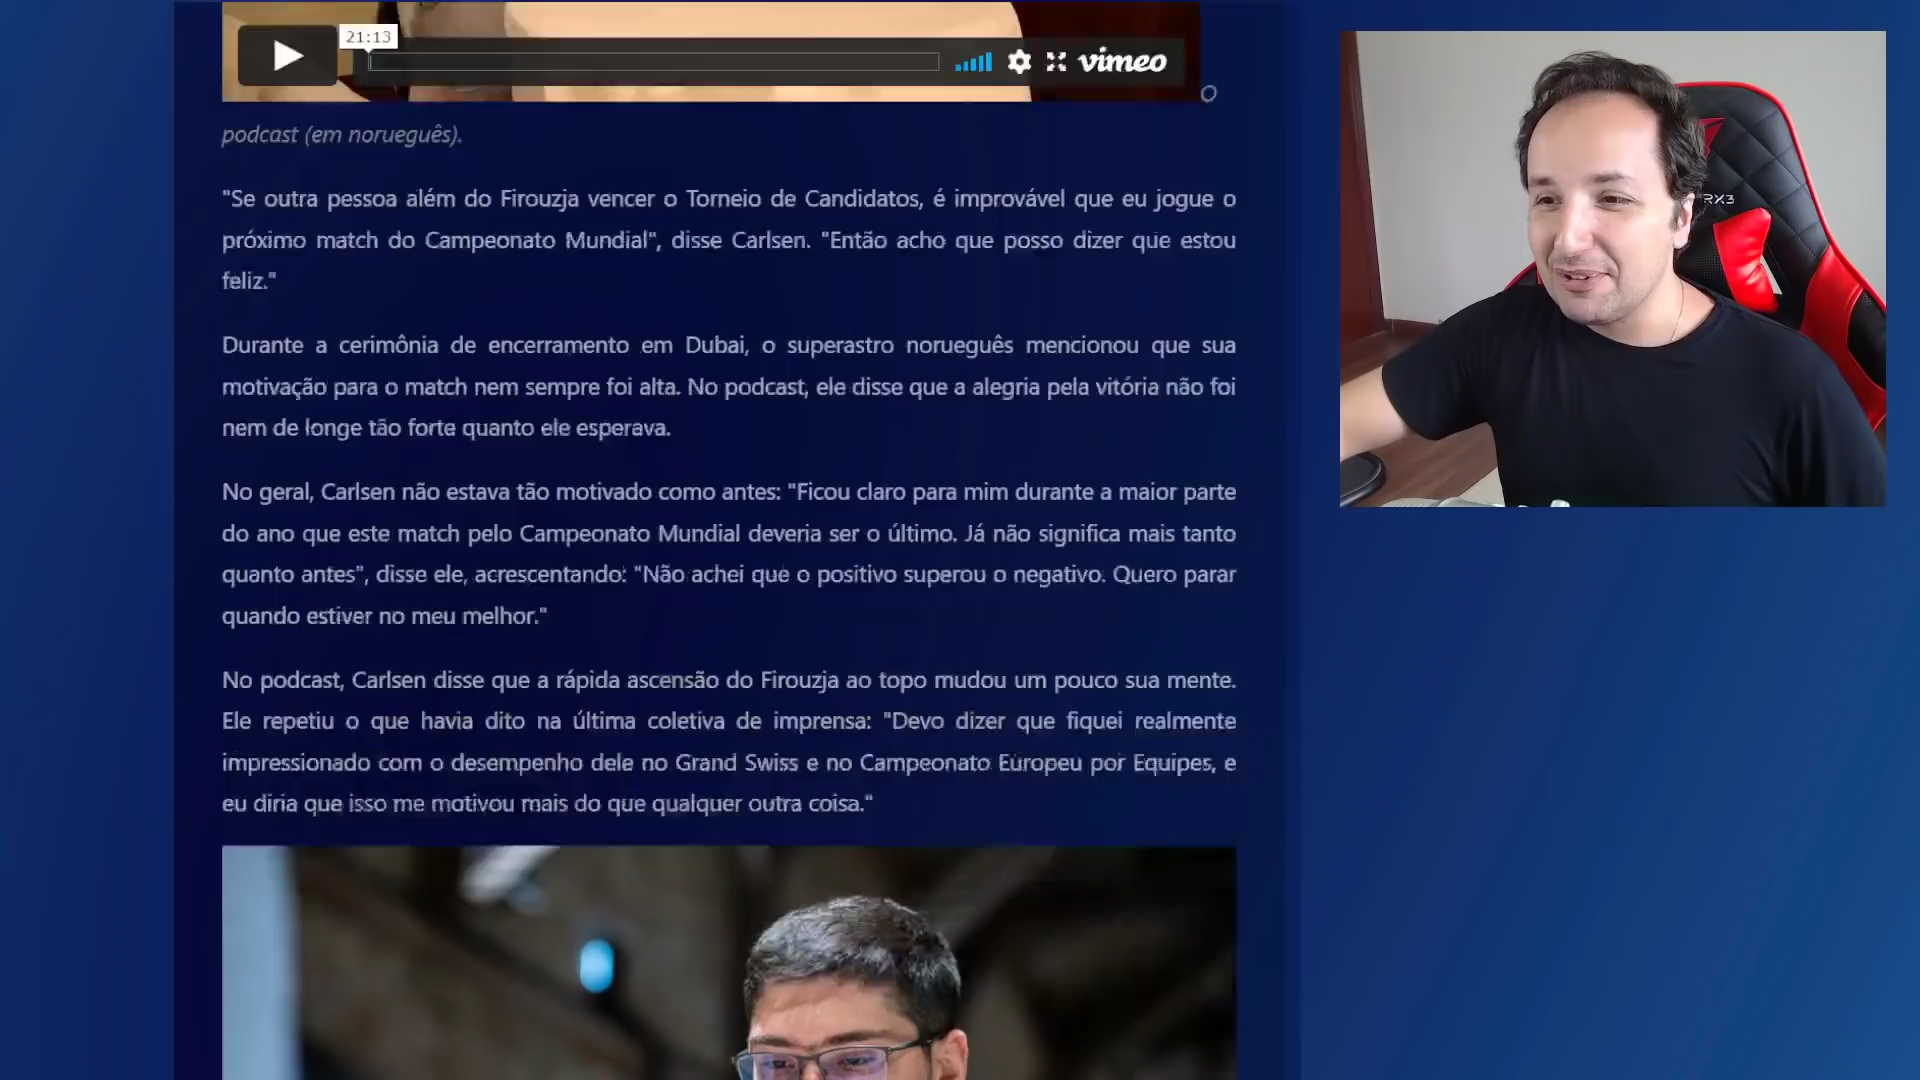 21:13
vimeo
O
podcast (em norueguês).
"Se outra pessoa além do Firouzja vencer o Torneio de Candidatos, é improvável que eu jogue o
próximo match do Campeonato Mundial", disse Carlsen. "Então acho que posso dizer que estou
feliz."
Durante a cerimônia de encerramento em Dubai, o superastro norueguês mencionou que sua
motivação para o match nem sempre foi alta. No podcast, ele disse que a alegria pela vitória não foi
nem de longe tão forte quanto ele esperava.
No geral, Carlsen não estava tão motivado como antes: "Ficou claro para mim durante a maior parte
do ano que este match pelo Campeonato Mundial deveria ser o último. Já não significa mais tanto
quanto antes", disse ele, acrescentando: "Não achei que o positivo superou o negativo. Quero parar
quando estiver no meu melhor."
No podcast, Carlsen disse que a rápida ascensão do Firouzja ao topo mudou um pouco sua mente.
Ele repetiu o que havia dito na última coletiva de imprensa: "Devo dizer que fiquei realmente
impressionado com o desempenho dele no Grand Swiss e no Campeonato Europeu por Equipes, e
eu diria que isso me motivou mais do que qualquer outra coisa."
RX3